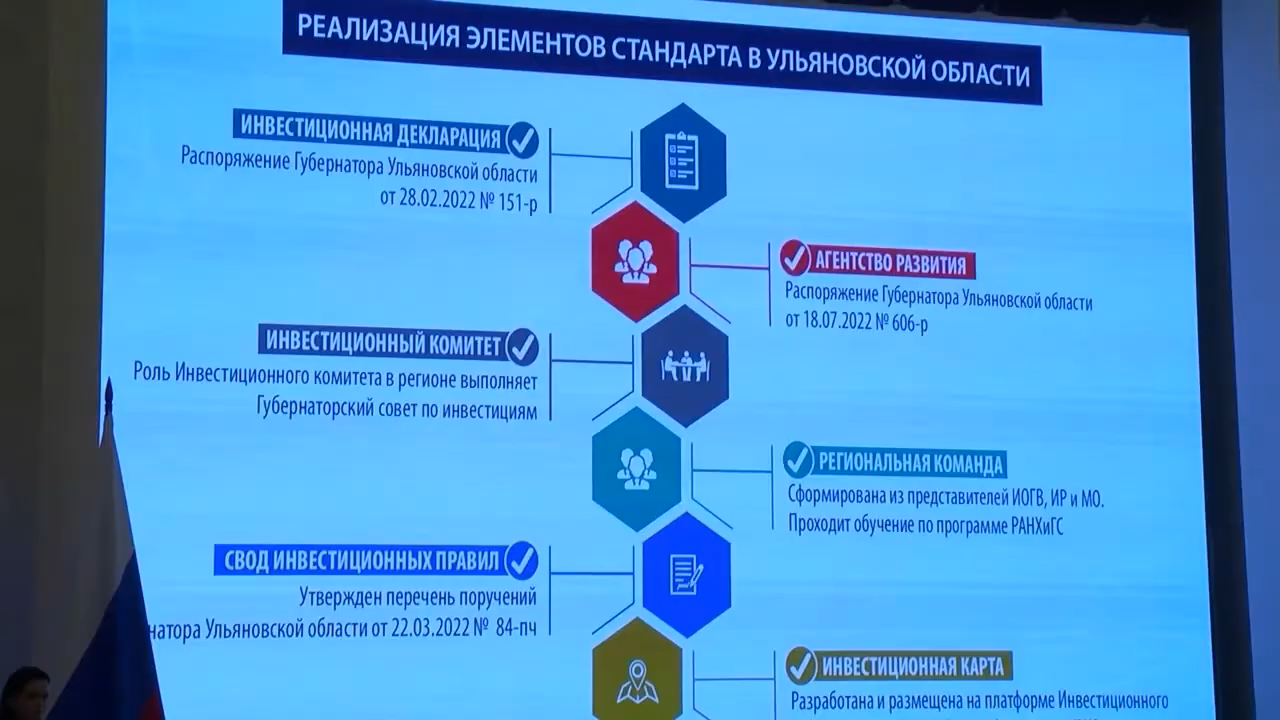 РЕАЛИЗАЦИЯ ЭЛЕМЕНТОВ СТАНДАРТА В УЛЬЯНОВСКОЙ ОБЛАСТИ
ИНВЕСТИЦИОННАЯ ДЕКЛАРАЦИЯ
Распоряжение Губернатора Ульяновской области
от 28.02.2022 № 151-р
АГЕНТСТВО РАЗВИТИЯ
Распоряжение Губернатора Ульяновской области
от 18.07.2022 № 606-р
ИНВЕСТИЦИОННЫЙ КОМИТЕТ
Роль Инвестиционного комитета в регионе выполняет
Губернаторский совет по инвестициям
РЕГИОНАЛЬНАЯ КОМАНДА
Сформирована из представителей ИОГВ, ИР и МО.
Проходит обучение по программе РАНХиГС
СВОД ИНВЕСТИЦИОННЫХ ПРАВИЛ
Утвержден перечень поручений
натора Ульяновской области от 22.03.2022 № 84-пч
ИНВЕСТИЦИОННАЯ КАРТА
Разработана и размещена на платформе Инвестиционного